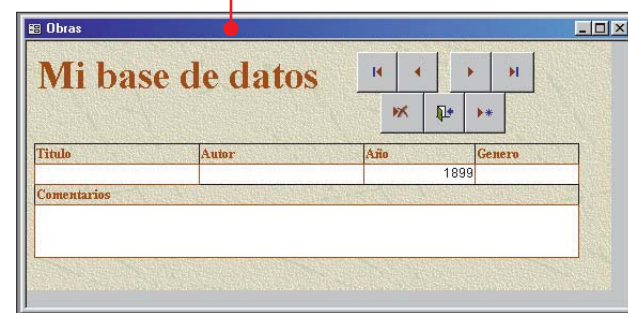 Obras
Mi base de datos
Titulo Autor Año Genero
1899
Comentarios